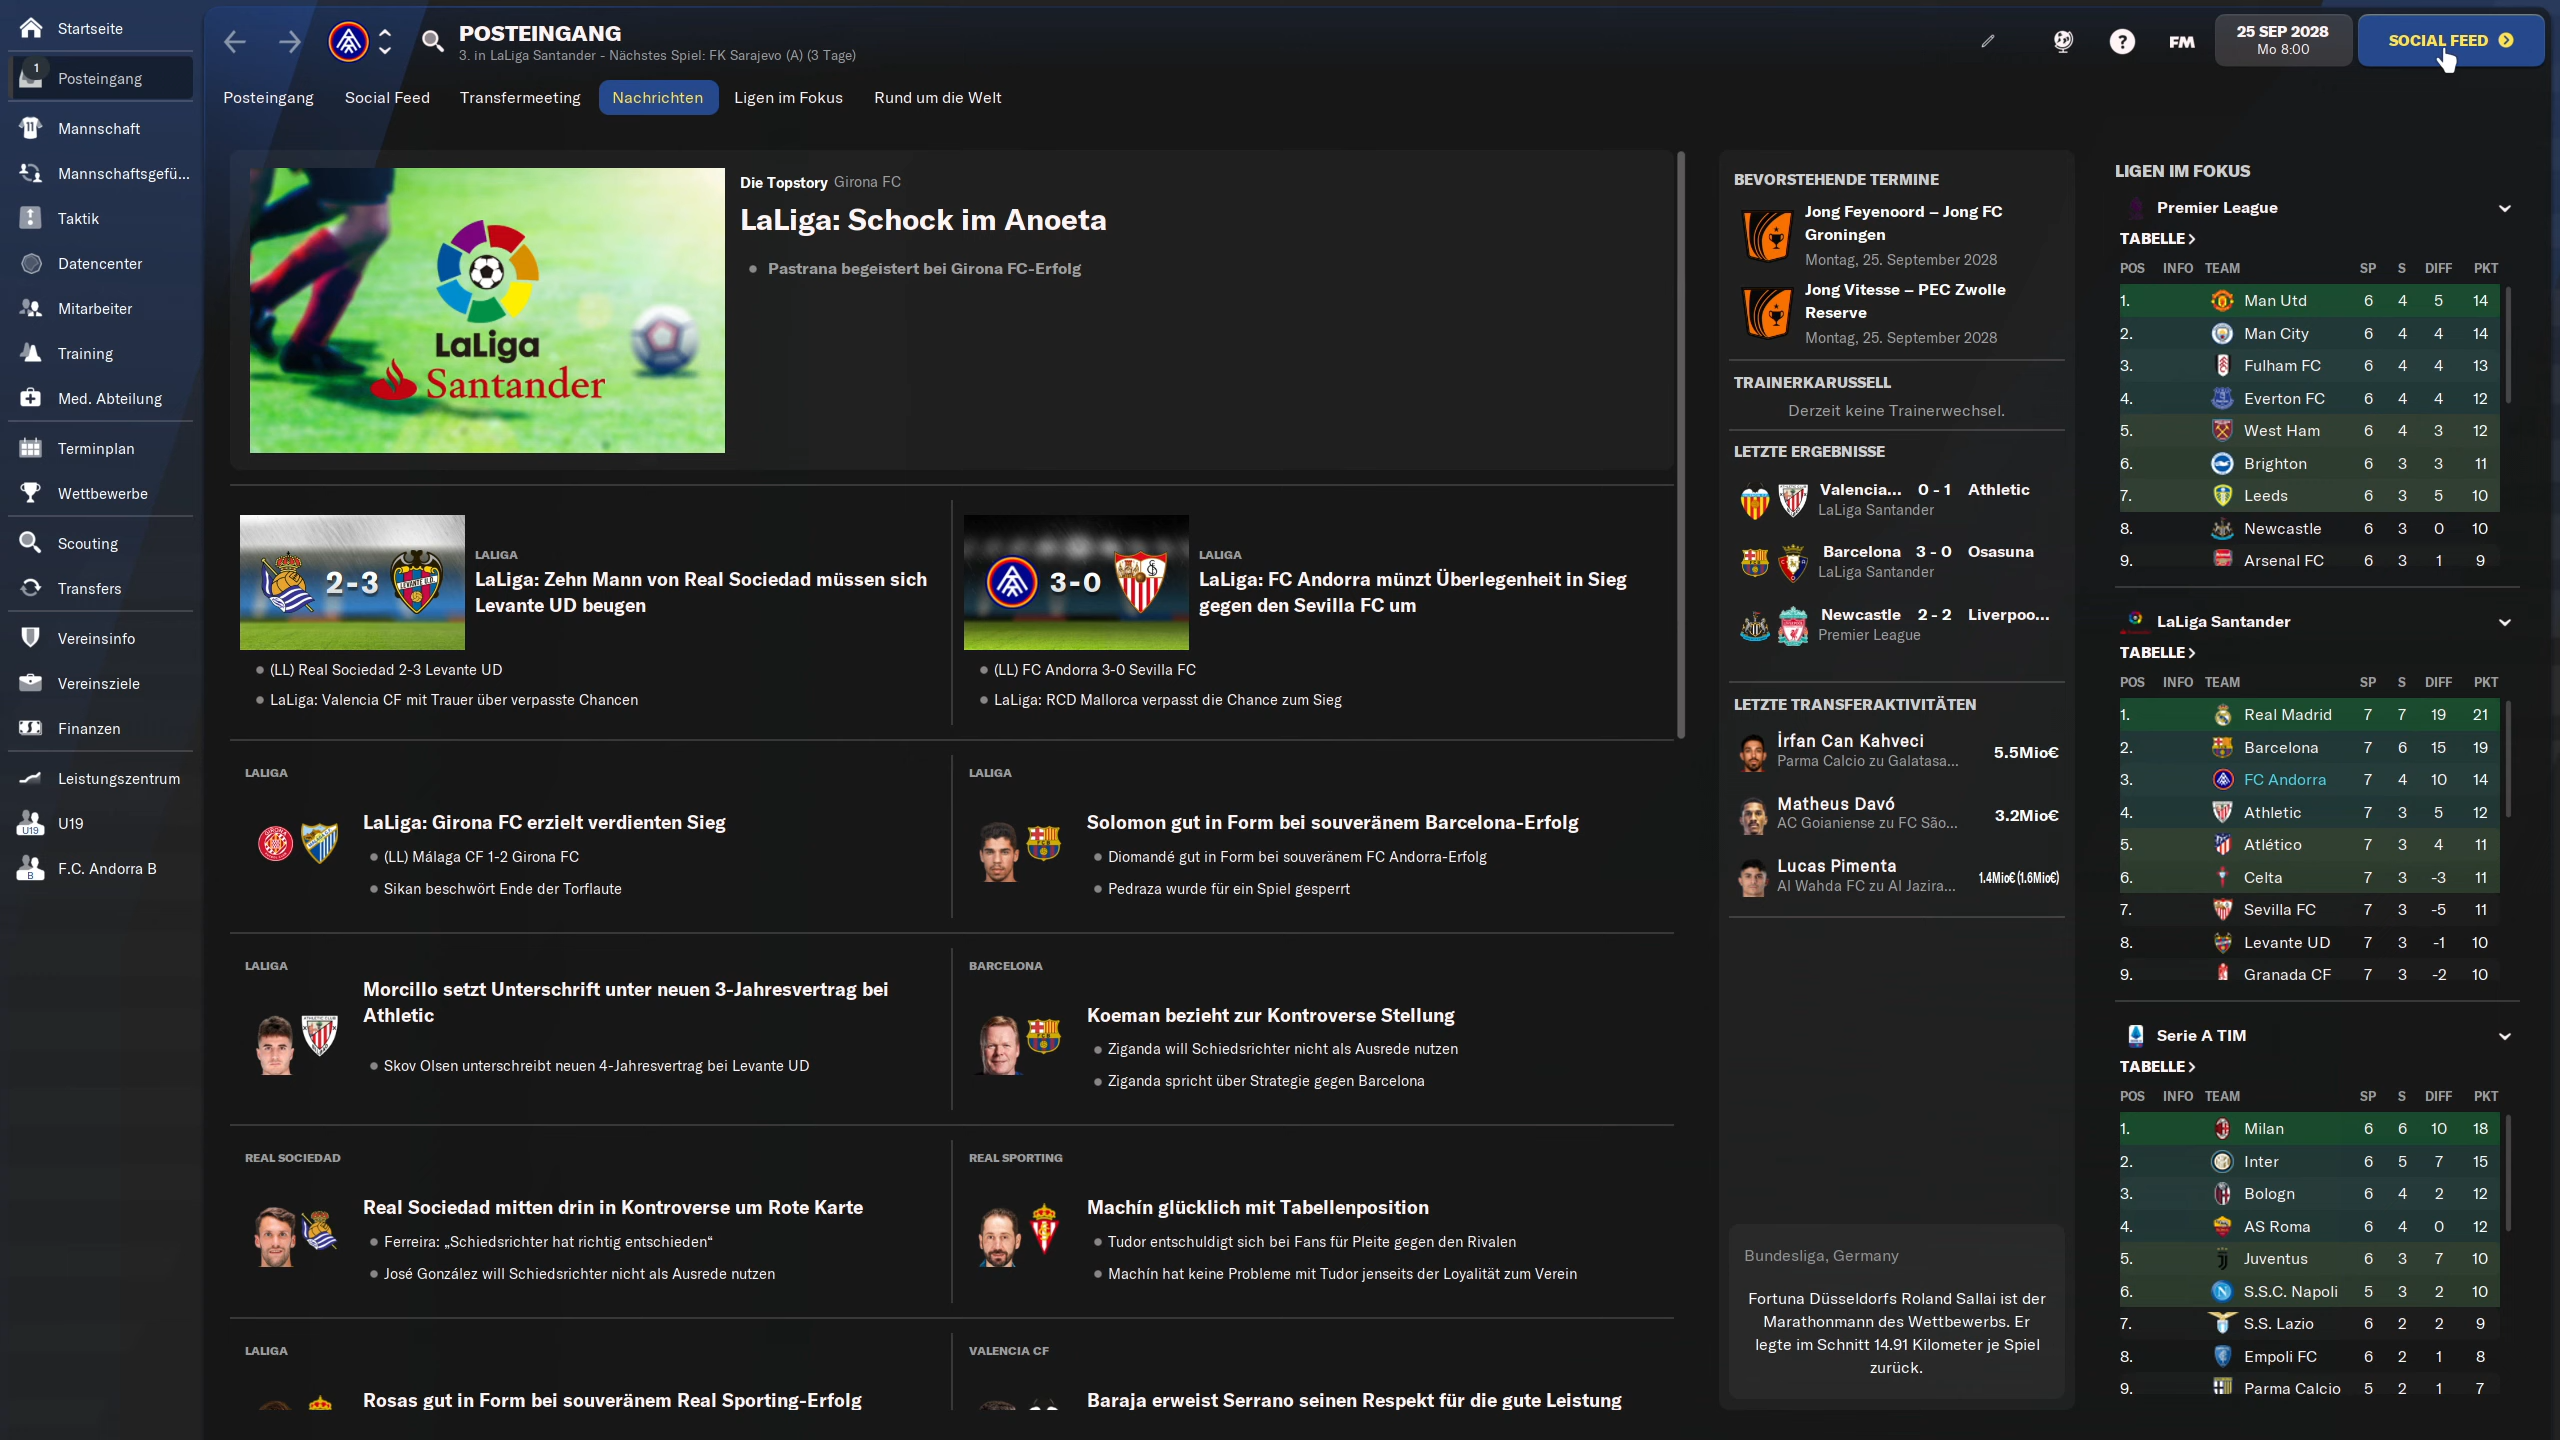 Startseite
1
Posteingang
Mannschaft
Mannschaftsgefü...
Taktik
Datencenter
Mitarbeiter
Training
Med. Abteilung
Terminplan
Wettbewerbe
Scouting
Transfers
Vereinsinfo
Vereinsziele
Finanzen
Leistungszentrum
U19
U19
B
F.C. Andorra B
POSTEINGANG
3. in LaLiga Santander - Nächstes Spiel: FK Sarajevo (A) (3 Tage)
?
FM
25 SEP 2028
Mo 8:00
SOCIAL FEED
Posteingang Social Feed Transfermeeting Nachrichten Ligen im Fokus Rund um die Welt
LaLiga
Santander
Die Topstory Girona FC
LaLiga: Schock im Anoeta
Pastrana begeistert bei Girona FC-Erfolg
2-3
LALIGA
LaLiga: Zehn Mann von Real Sociedad müssen sich
Levante UD beugen
(LL) Real Sociedad 2-3 Levante UD
LaLiga: Valencia CF mit Trauer über verpasste Chancen
3-0
LALIGA
LaLiga: FC Andorra münzt Überlegenheit in Sieg
gegen den Sevilla FC um
(LL) FC Andorra 3-0 Sevilla FC
LaLiga: RCD Mallorca verpasst die Chance zum Sieg
LALIGA
LaLiga: Girona FC erzielt verdienten Sieg
(LL) Málaga CF 1-2 Girona FC
Sikan beschwört Ende der Torflaute
LALIGA
Solomon gut in Form bei souveränem Barcelona-Erfolg
Diomandé gut in Form bei souveränem FC Andorra-Erfolg
Pedraza wurde für ein Spiel gesperrt
LALIGA
Morcillo setzt Unterschrift unter neuen 3-Jahresvertrag bei
Athletic
Skov Olsen unterschreibt neuen 4-Jahresvertrag bei Levante UD
BARCELONA
Koeman bezieht zur Kontroverse Stellung
Ziganda will Schiedsrichter nicht als Ausrede nutzen
Ziganda spricht über Strategie gegen Barcelona
REAL SOCIEDAD
Real Sociedad mitten drin in Kontroverse um Rote Karte
Ferreira: „Schiedsrichter hat richtig entschieden“
José González will Schiedsrichter nicht als Ausrede nutzen
REAL SPORTING
Machín glücklich mit Tabellenposition
Tudor entschuldigt sich bei Fans für Pleite gegen den Rivalen
Machín hat keine Probleme mit Tudor jenseits der Loyalität zum Verein
LALIGA
Rosas gut in Form bei souveränem Real Sporting-Erfolg
VALENCIA CF
Baraja erweist Serrano seinen Respekt für die gute Leistung
BEVORSTEHENDE TERMINE
Jong Feyenoord – Jong FC
Groningen
Montag, 25. September 2028
Jong Vitesse – PEC Zwolle
Reserve
Montag, 25. September 2028
TRAINERKARUSSELL
Derzeit keine Trainerwechsel.
LETZTE ERGEBNISSE
Valencia... 0 - 1 Athletic
LaLiga Santander
Barcelona 3 - 0 Osasuna
LaLiga Santander
Newcastle 2 - 2 Liverpoo...
Premier League
LETZTE TRANSFERAKTIVITÄTEN
İrfan Can Kahveci
Parma Calcio zu Galatasa...
5.5Mio€
Matheus Davó
AC Goianiense zu FC São...
3.2Mio€
Lucas Pimenta
Al Wahda FC zu Al Jazira...
1.4Mio€ (1.6Mio€)
Bundesliga, Germany
Fortuna Düsseldorfs Roland Sallai ist der
Marathonmann des Wettbewerbs. Er
legte im Schnitt 14.91 Kilometer je Spiel
zurück.
LIGEN IM FOKUS
Premier League
TABELLE
POS INFO TEAM SP S DIFF PKT
1. Man Utd 6 4 5 14
2. Man City 6 4 4 14
3. Fulham FC 6 4 4 13
4. Everton FC 6 4 4 12
5. West Ham 6 4 3 12
6. Brighton 6 3 3 11
7. Leeds 6 3 5 10
8. Newcastle 6 3 0 10
9. Arsenal FC 6 3 1 9
LaLiga Santander
TABELLE
POS INFO TEAM SP S DIFF PKT
1. Real Madrid 7 7 19 21
2. Barcelona 7 6 15 19
3. FC Andorra 7 4 10 14
4. Athletic 7 3 5 12
5. Atlético 7 3 4 11
6. Celta 7 3 -3 11
7. Sevilla FC 7 3 -5 11
8. Levante UD 7 3 -1 10
9. Granada CF 7 3 -2 10
Serie A TIM
TABELLE
POS INFO TEAM SP S DIFF PKT
1. Milan 6 6 10 18
2. Inter 6 5 7 15
3. Bologn 6 4 2 12
4. AS Roma 6 4 0 12
5. Juventus 6 3 7 10
6. S.S.C. Napoli 5 3 2 10
7. S.S. Lazio 6 2 2 9
8. Empoli FC 6 2 1 8
9. Parma Calcio 5 2 1 7